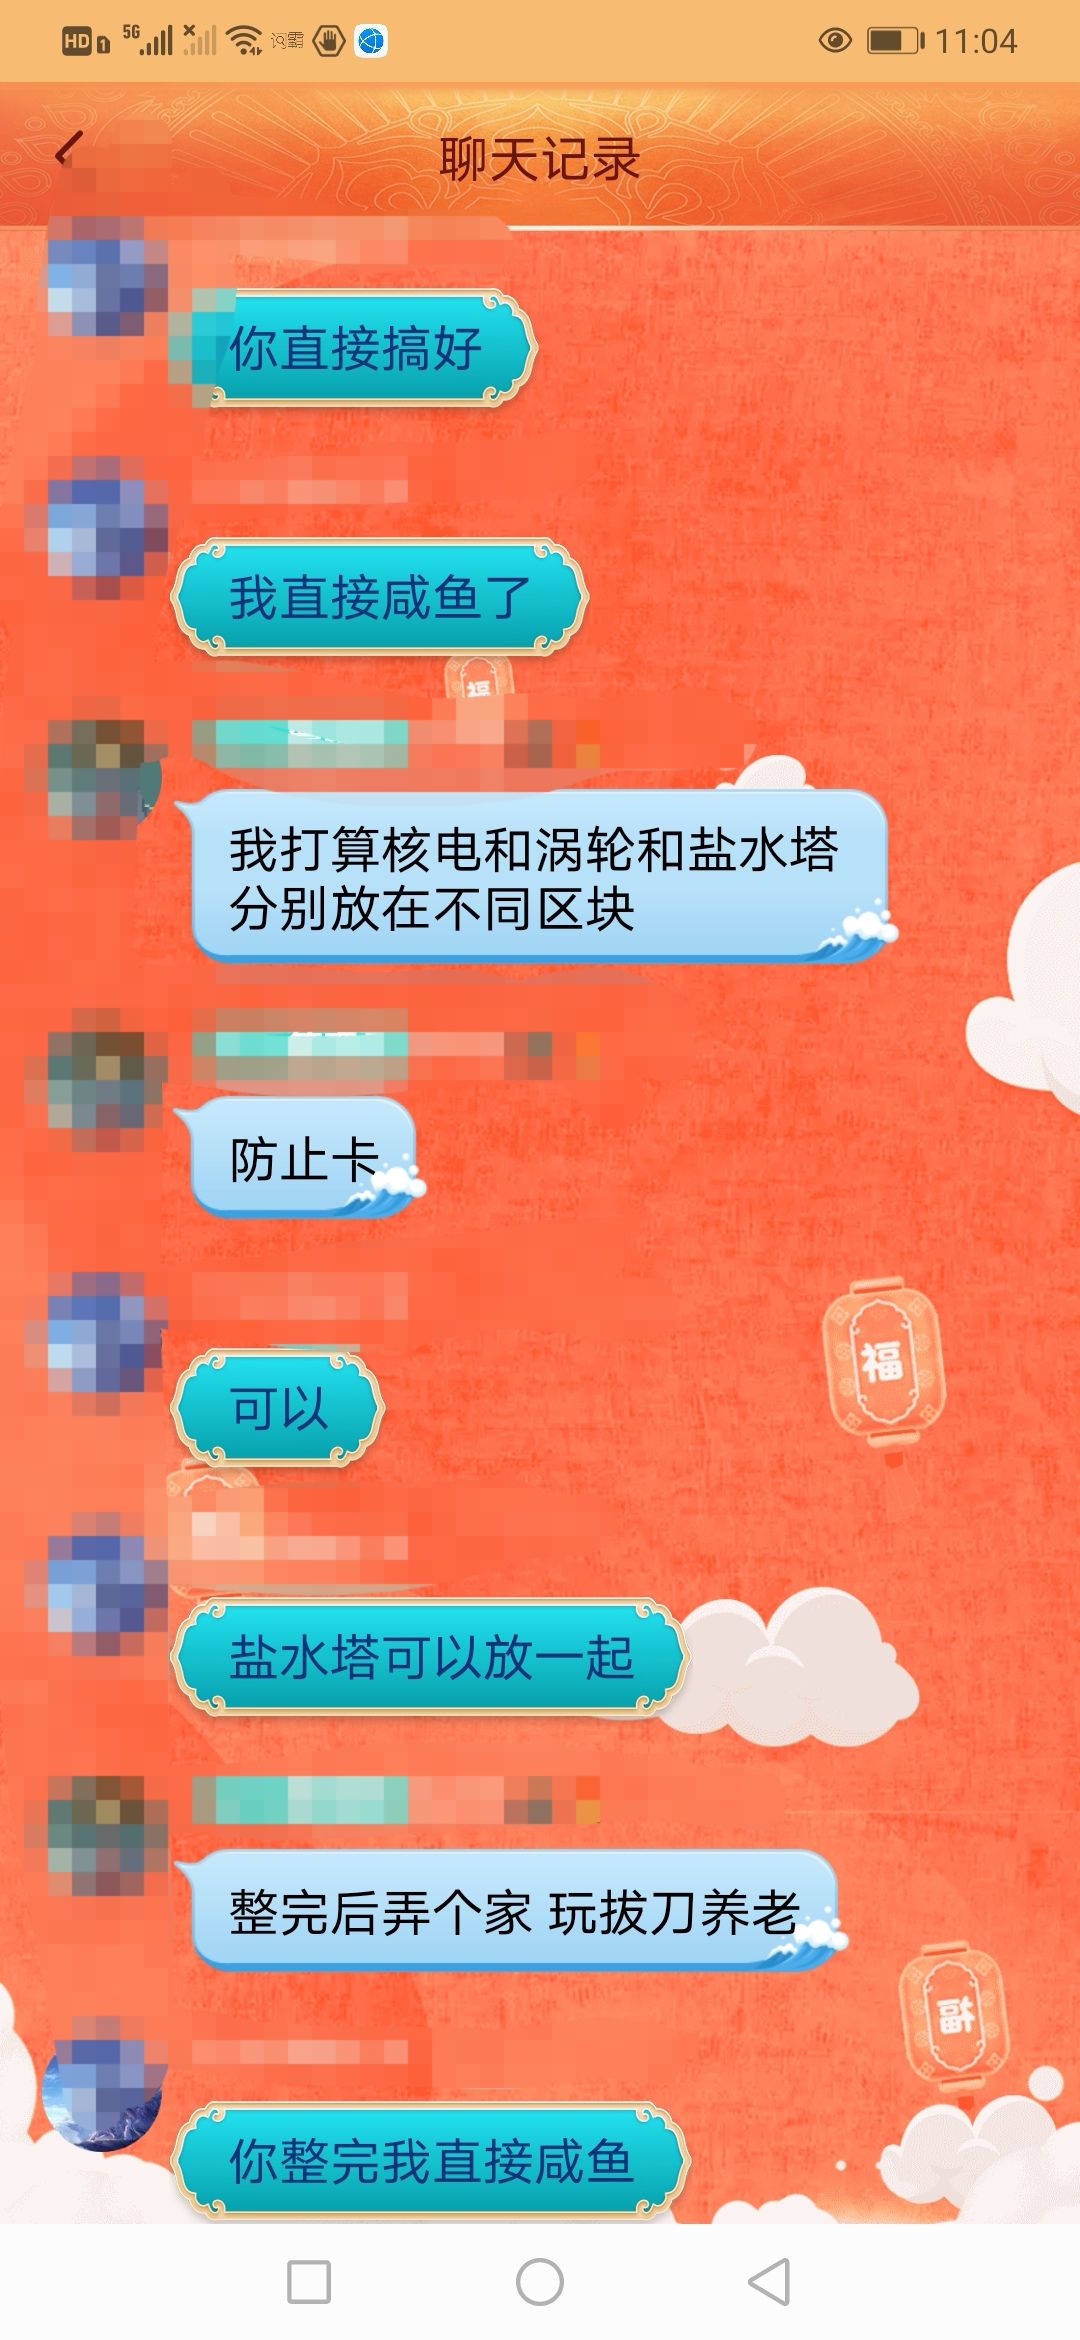 HD 1 5G 闪霸 11:04
聊天记录
你直接搞好
我直接咸鱼了
福
我打算核电和涡轮和盐水塔
分别放在不同区块
防止卡
福
可以
盐水塔可以放一起
整完后弄个家 玩拔刀养老
福
你整完我直接咸鱼